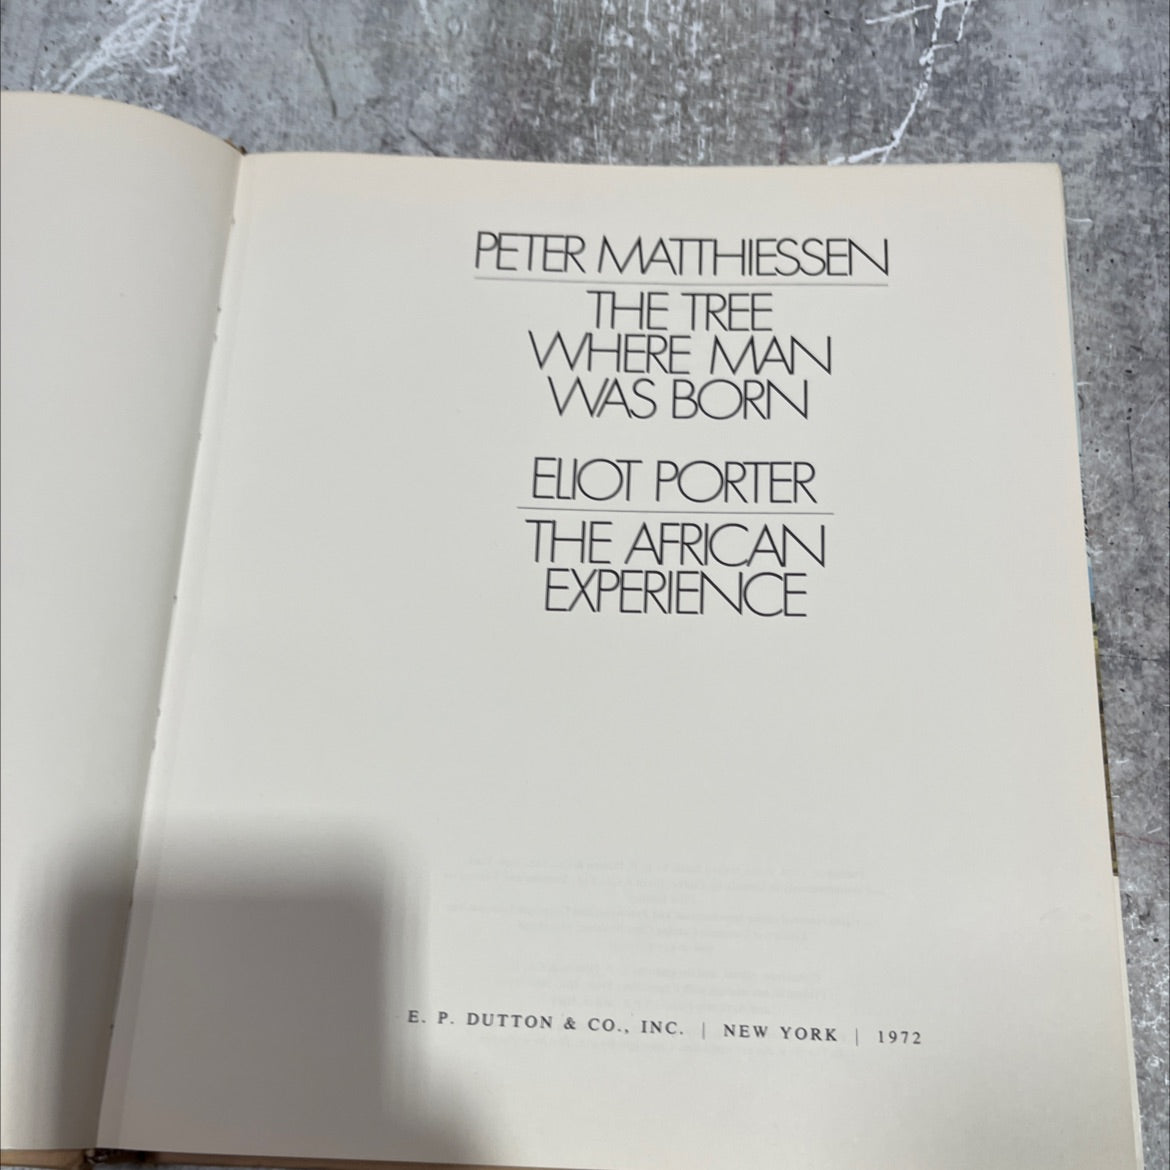 PETER MATTHIESSEN
THE TREE
WHERE MAN
WAS BORN
ELIOT PORTER
THE AFRICAN
EXPERIENCE
E. P. DUTTON & CO., INC. | NEW YORK | 1972